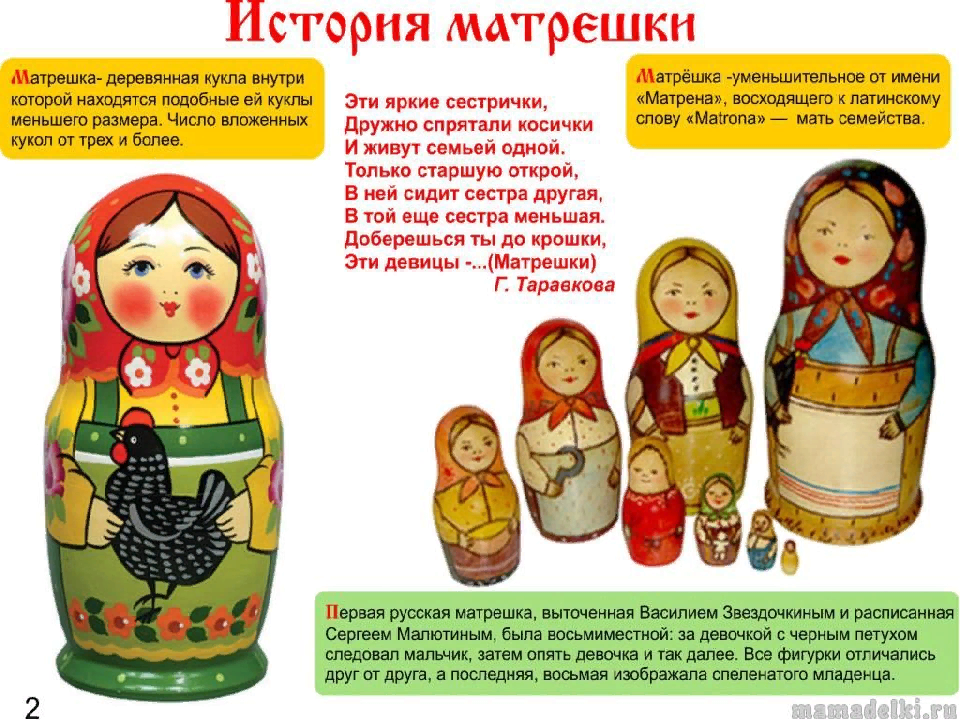 История матрешки
Матрешка- деревянная кукла внутри
которой находятся подобные ей куклы
меньшего размера. Число вложенных
кукол от трех и более.
Эти яркие сестрички,
Дружно спрятали косички
И живут семьей одной.
Только старшую открой,
В ней сидит сестра другая,
В той еще сестра меньшая.
Доберешься ты до крошки,
Эти девицы -...(Матрешки)
Г. Таравкова
Матрёшка -уменьшительное от имени
«Матрена», восходящего к латинскому
слову «Matrona» — мать семейства.
Первая русская матрешка, выточенная Василием Звездочкиным и расписанная
Сергеем Малютиным, была восьмиместной: за девочкой с черным петухом
следовал мальчик, затем опять девочка и так далее. Все фигурки отличались
друг от друга, а последняя, восьмая изображала спеленатого младенца.
2
mamadelki.ru